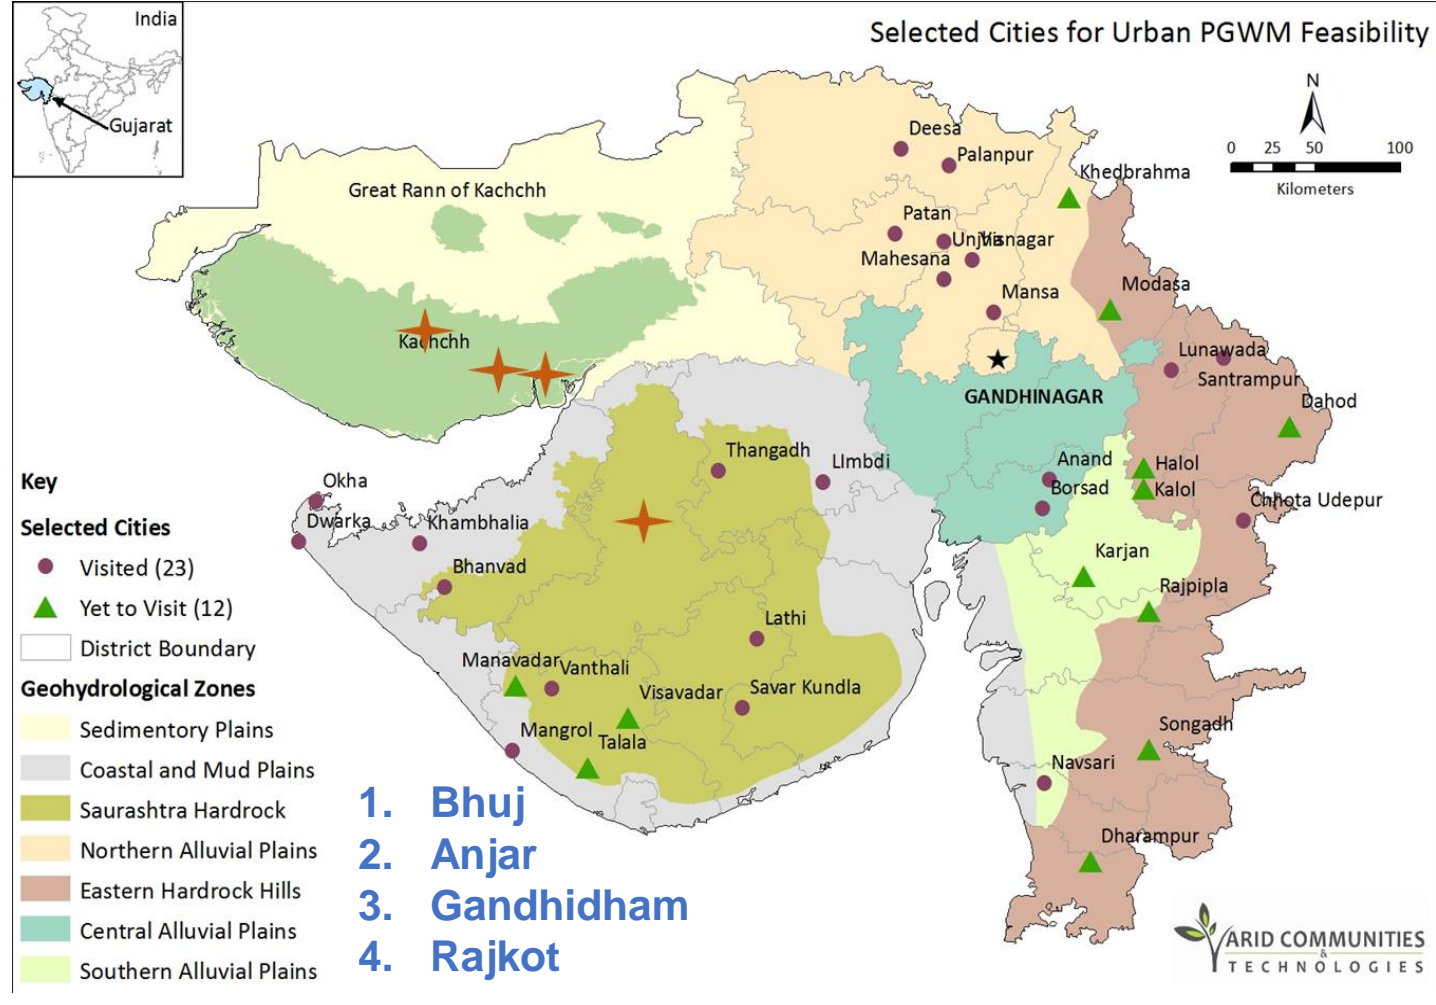 India
Gujarat
Selected Cities for Urban PGWM Feasibility
N
0 25 50 100
Kilometers
Deesa
Palanpur
Khedbrahma
Great Rann of Kachchh
Patan
Unjha
Visnagar
Mahesana
Mansa
Modasa
Kachchh
Lunawada
Santrampur
GANDHINAGAR
Dahod
Thangadh
LImbdi
Anand
Borsad
Halol
Kalol
Chhota Udepur
Okha
Dwarka
Khambhalia
Bhanvad
Karjan
Rajpipla
Lathi
Manavadar
Vanthali
Visavadar
Savar Kundla
Mangrol
Talala
Songadh
Navsari
Dharampur
Key
Selected Cities
Visited (23)
Yet to Visit (12)
District Boundary
Geohydrological Zones
Sedimentory Plains
Coastal and Mud Plains
Saurashtra Hardrock
Northern Alluvial Plains
Eastern Hardrock Hills
Central Alluvial Plains
Southern Alluvial Plains
1. Bhuj
2. Anjar
3. Gandhidham
4. Rajkot
ARID COMMUNITIES
&
TECHNOLOGIES